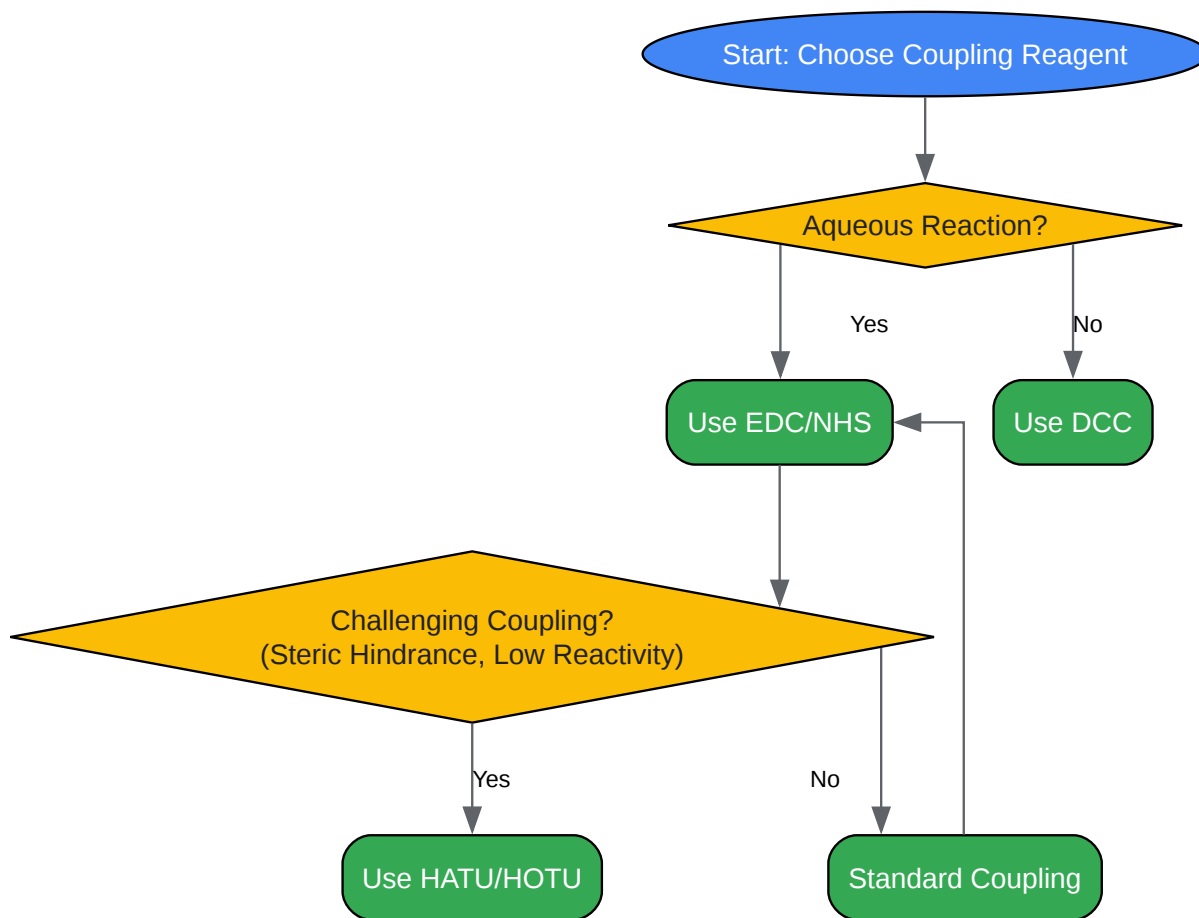 Start: Choose Coupling Reagent
Aqueous Reaction?
Yes
No
Use EDC/NHS
Use DCC
Challenging Coupling?
(Steric Hindrance, Low Reactivity)
Yes
No
Use HATU/HOTU
Standard Coupling